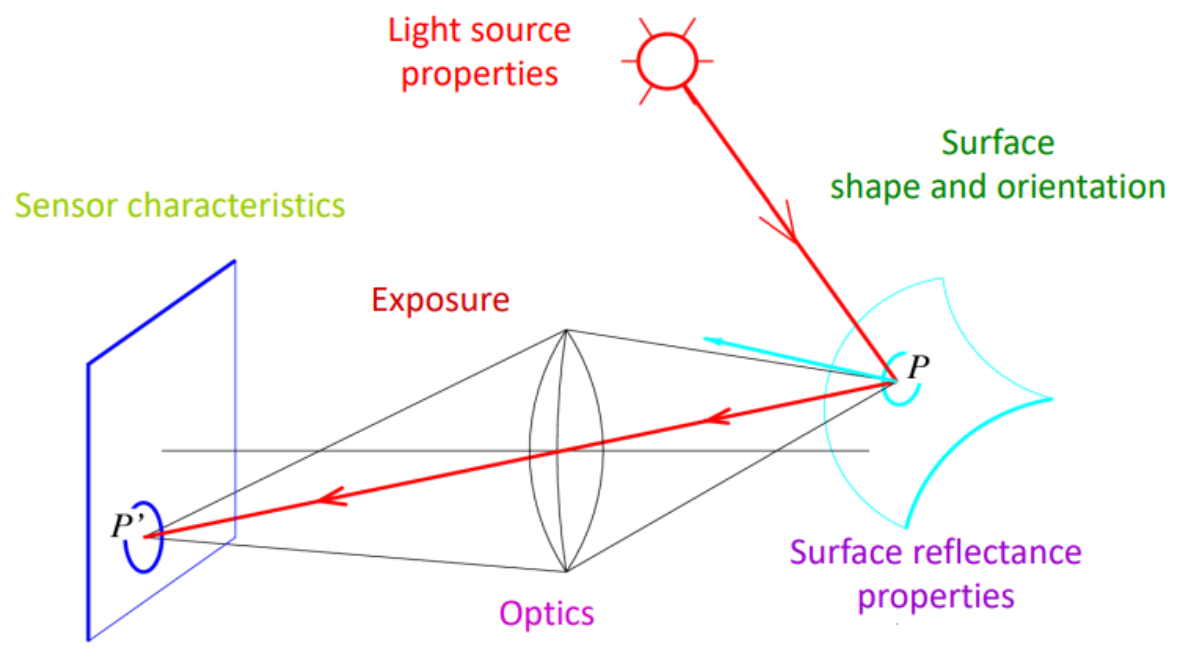 Light source
properties
Surface
shape and orientation
Sensor characteristics
Exposure
P
P’
Surface reflectance
properties
Optics